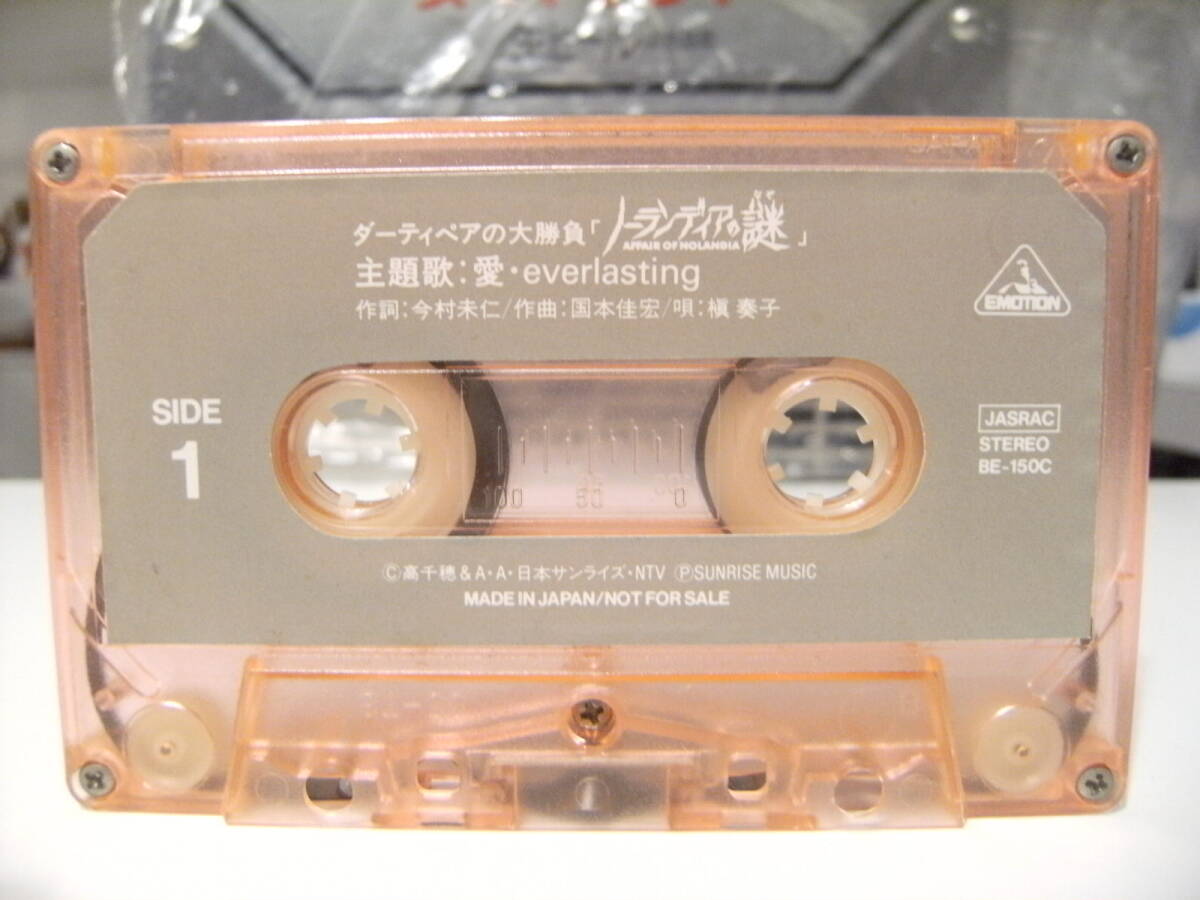 ダーティペアの大勝負「ノーランディアの謎」
AFFAIR OF NOLANDIA
主題歌:愛・everlasting
作詞:今村未仁/作曲:国本佳宏/唄:槇 奏子
EMOTION
SIDE
1
JASRAC
STEREO
BE-150C
100 50 0
Ⓒ高千穂&A・A・日本サンライズ・NTV ⓅSUNRISE MUSIC
MADE IN JAPAN/NOT FOR SALE